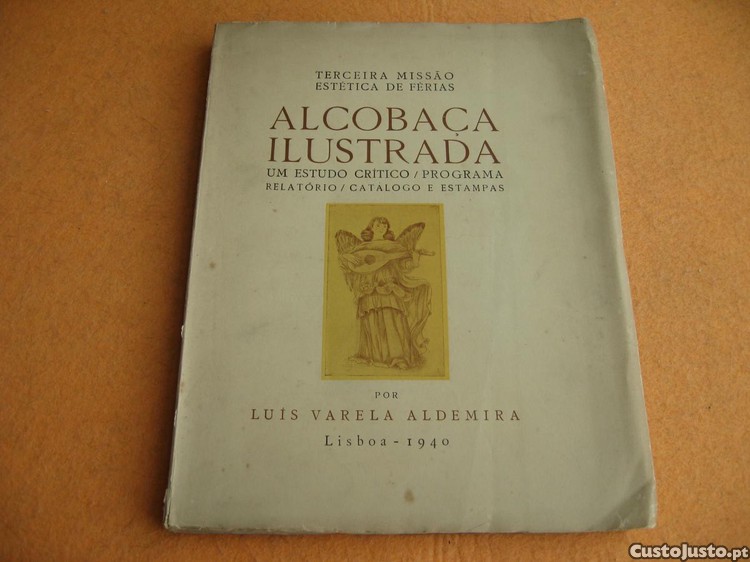 TERCEIRA MISSÃO
ESTÉTICA DE FÉRIAS
ALCOBAÇA
ILUSTRADA
UM ESTUDO CRÍTICO / PROGRAMA
RELATÓRIO / CATALOGO E ESTAMPAS
POR
LUÍS VARELA ALDEMIRA
Lisboa - 1940
CustoJusto.pt